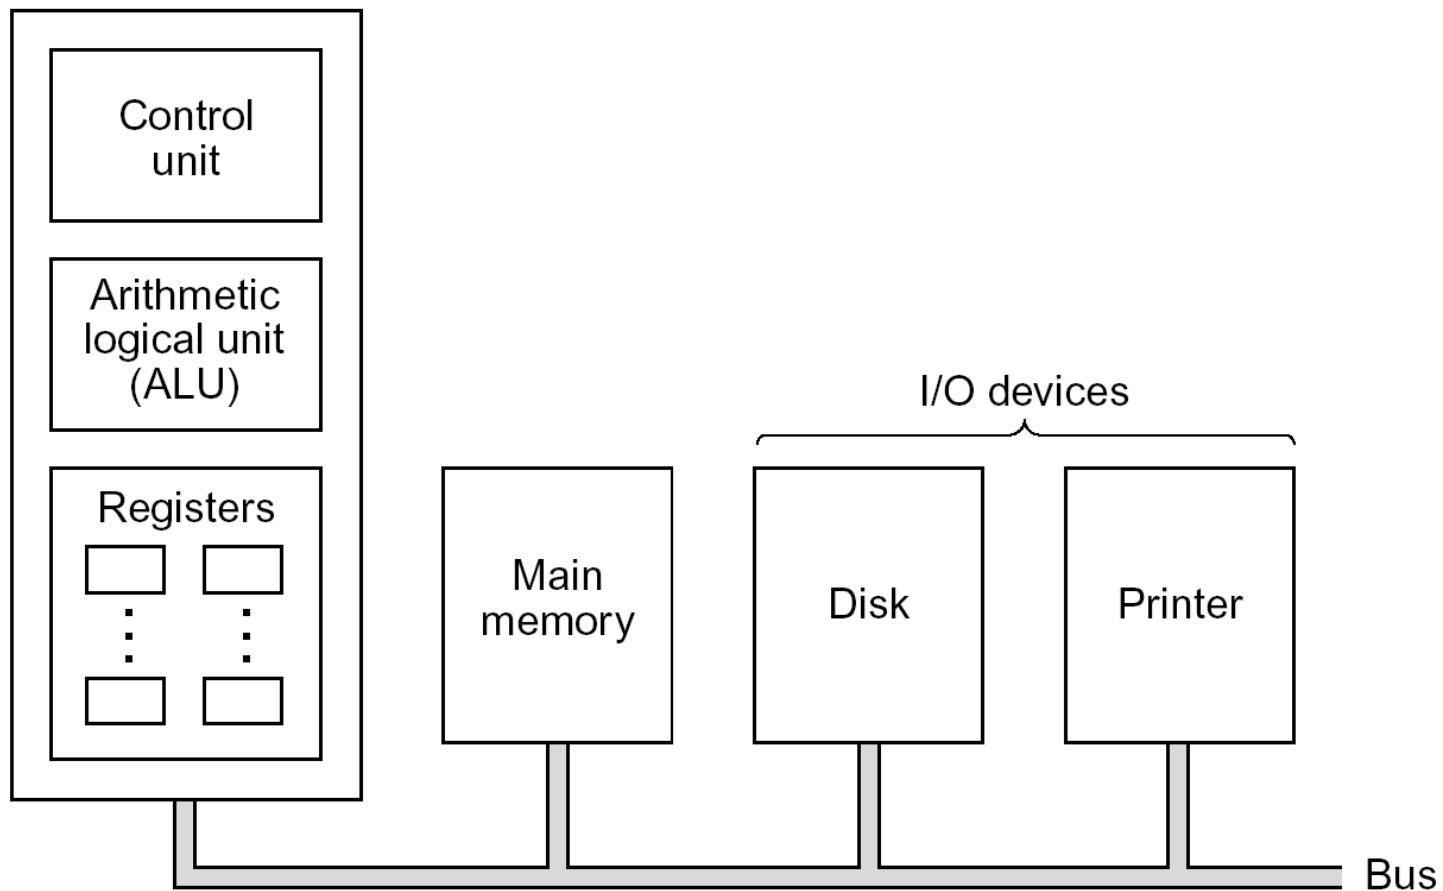 Control
unit
Arithmetic
logical unit
(ALU)
Registers
Main
memory
I/O devices
Disk
Printer
Bus